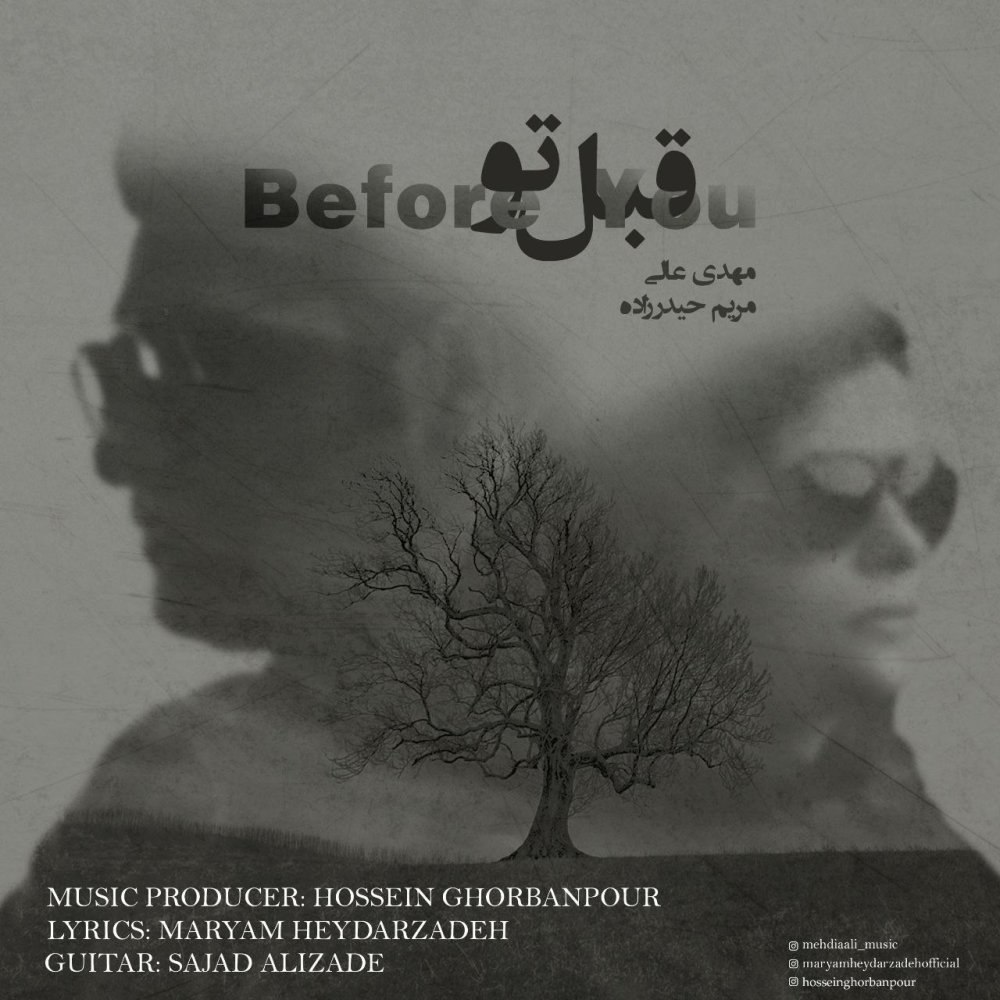 قبل تو
Before You
مهدی عالی
مریم حیدرزاده
MUSIC PRODUCER: HOSSEIN GHORBANPOUR
LYRICS: MARYAM HEYDARZADEH
GUITAR: SAJAD ALIZADE
mehdiaali_music
maryamheydarzadehofficial
hosseinghorbanpour